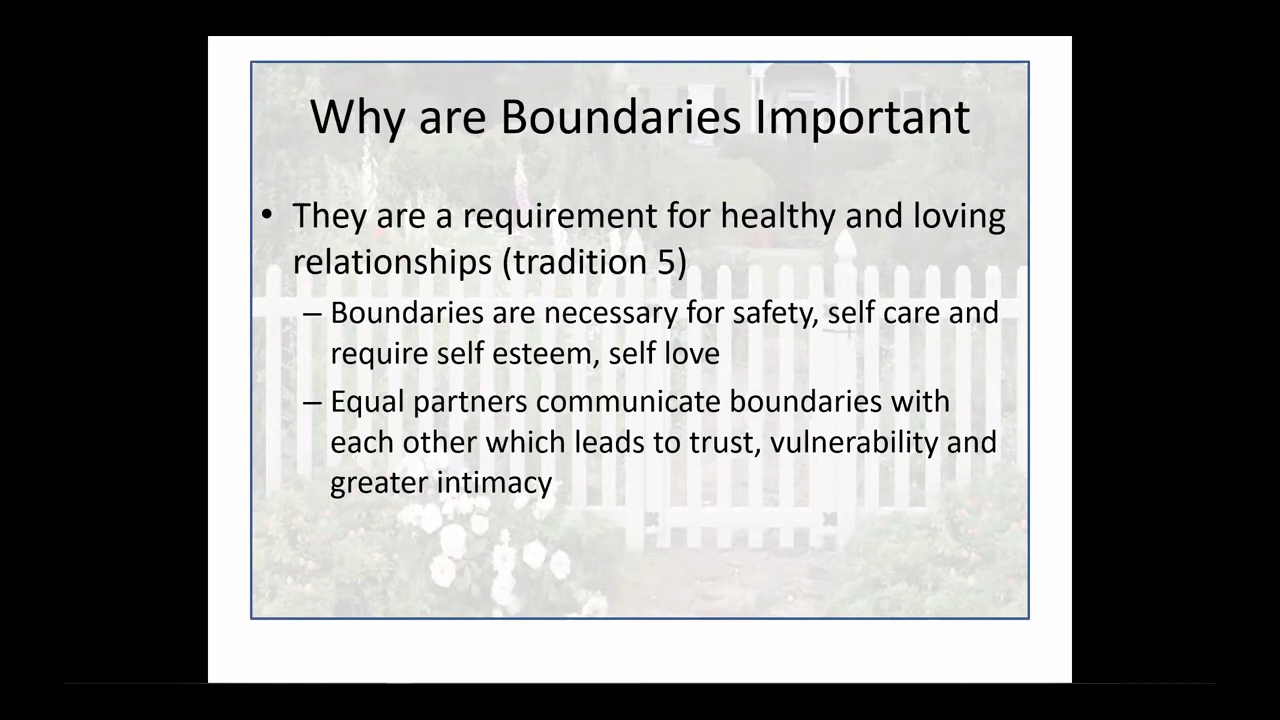 Why are Boundaries Important
• They are a requirement for healthy and loving
relationships (tradition 5)
– Boundaries are necessary for safety, self care and
require self esteem, self love
– Equal partners communicate boundaries with
each other which leads to trust, vulnerability and
greater intimacy